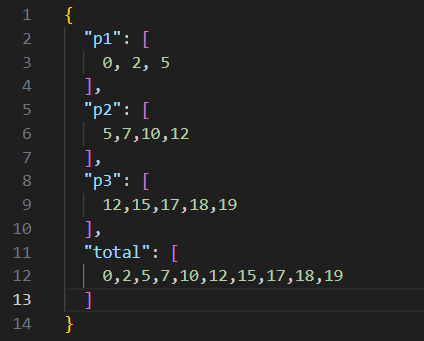 1 {
2 "p1": [
3 0, 2, 5
4 ],
5 "p2": [
6 5,7,10,12
7 ],
8 "p3": [
9 12,15,17,18,19
10 ],
11 "total": [
12 0,2,5,7,10,12,15,17,18,19
13 ]
14 }